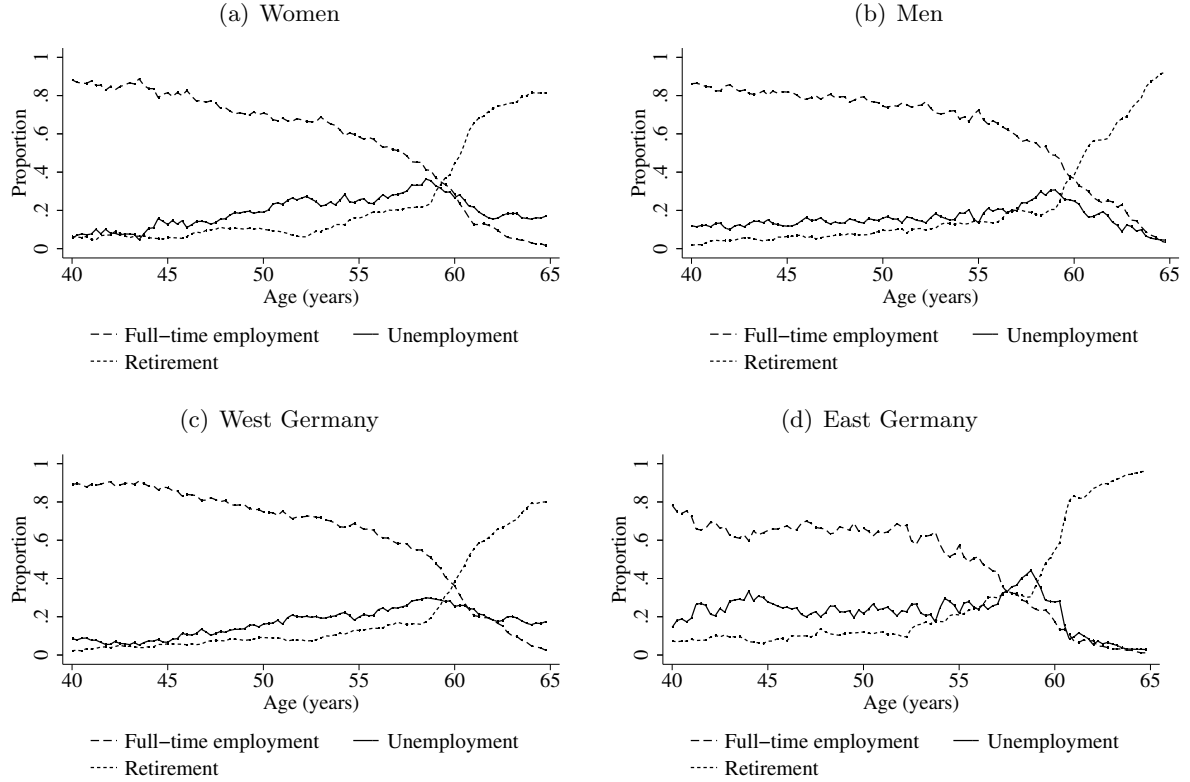 (a) Women
(b) Men
Proportion
0 .2 .4 .6 .8 1
40 45 50 55 60 65
Age (years)
Full−time employment Unemployment
Retirement
Proportion
0 .2 .4 .6 .8 1
40 45 50 55 60 65
Age (years)
Full−time employment Unemployment
Retirement
(c) West Germany
(d) East Germany
Proportion
0 .2 .4 .6 .8 1
40 45 50 55 60 65
Age (years)
Full−time employment Unemployment
Retirement
Proportion
0 .2 .4 .6 .8 1
40 45 50 55 60 65
Age (years)
Full−time employment Unemployment
Retirement